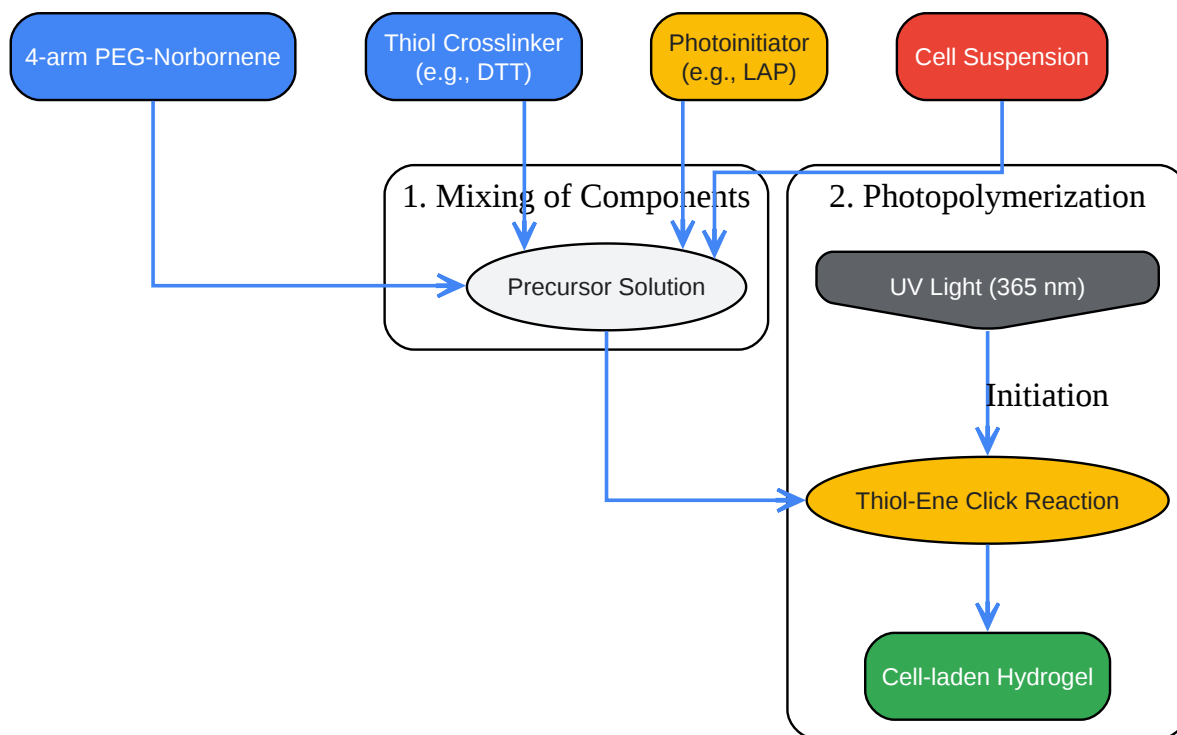 4-arm PEG-Norbornene
Thiol Crosslinker
(e.g., DTT)
Photoinitiator
(e.g., LAP)
Cell Suspension
1. Mixing of Components
2. Photopolymerization
Precursor Solution
UV Light (365 nm)
Initiation
Thiol-Ene Click Reaction
Cell-laden Hydrogel